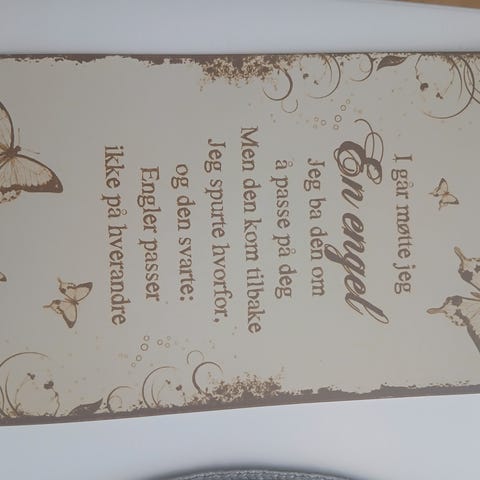 I går møtte jeg
En engel
Jeg ba den om
å passe på deg
Men den kom tilbake
Jeg spurte hvorfor,
og den svarte:
Engler passer
ikke på hverandre